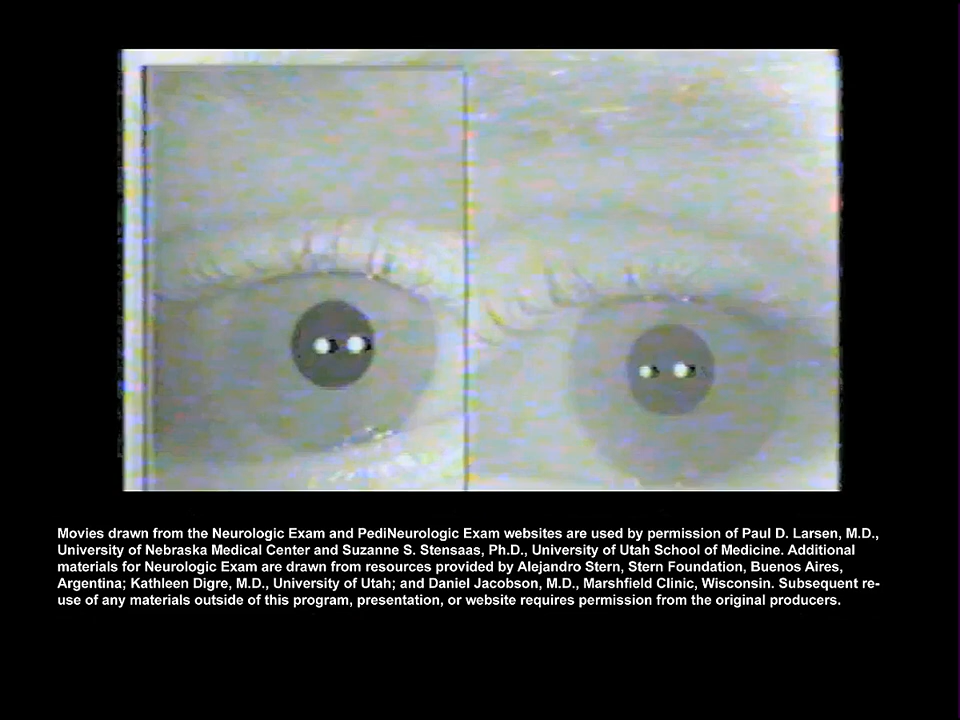 Movies drawn from the Neurologic Exam and PediNeurologic Exam websites are used by permission of Paul D. Larsen, M.D.,
University of Nebraska Medical Center and Suzanne S. Stensaas, Ph.D., University of Utah School of Medicine. Additional
materials for Neurologic Exam are drawn from resources provided by Alejandro Stern, Stern Foundation, Buenos Aires,
Argentina; Kathleen Digre, M.D., University of Utah; and Daniel Jacobson, M.D., Marshfield Clinic, Wisconsin. Subsequent re-
use of any materials outside of this program, presentation, or website requires permission from the original producers.